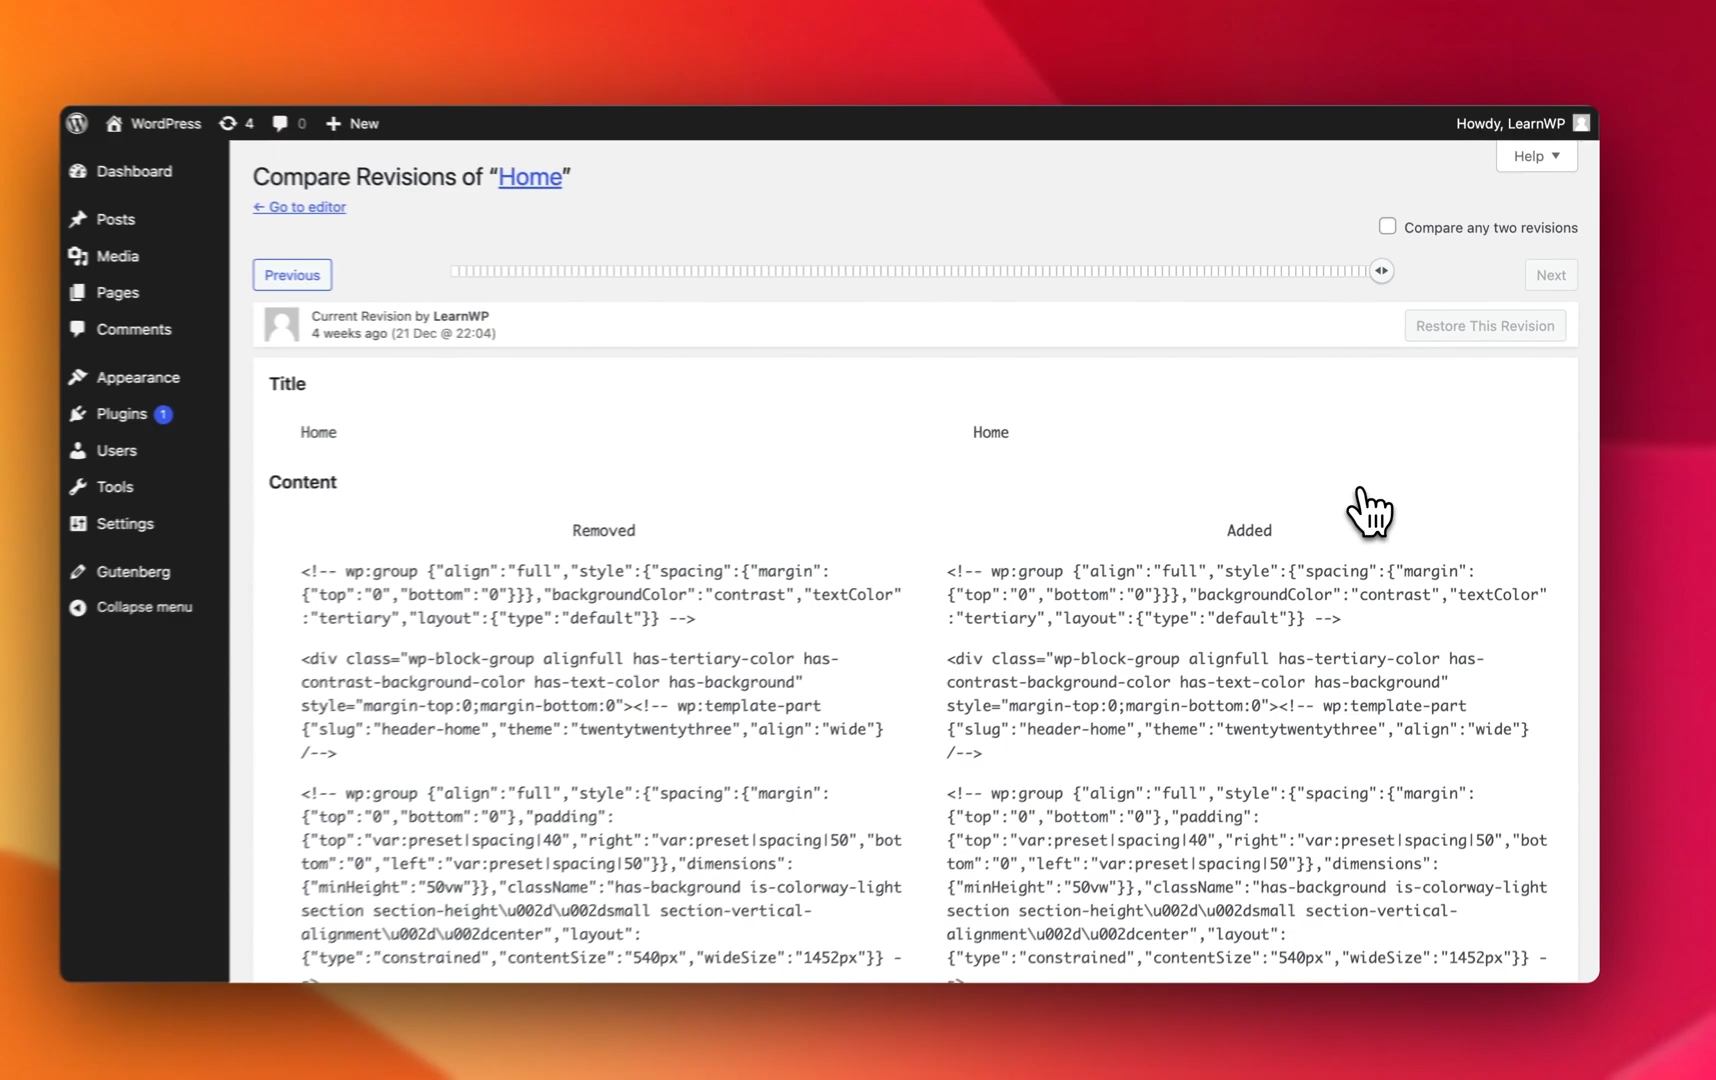 WordPress 4 0 New Howdy, LearnWP
Help ▼
Dashboard
Posts
Media
Pages
Comments
Appearance
Plugins 1
Users
Tools
Settings
Gutenberg
Collapse menu
Compare Revisions of “Home”
← Go to editor
Compare any two revisions
Previous
Next
Current Revision by LearnWP
4 weeks ago (21 Dec @ 22:04)
Restore This Revision
Title
Home Home
Content
Removed
<!-- wp:group {"align":"full","style":{"spacing":{"margin":
{"top":"0","bottom":"0"}}},"backgroundColor":"contrast","textColor"
:"tertiary","layout":{"type":"default"}} -->
<div class="wp-block-group alignfull has-tertiary-color has-
contrast-background-color has-text-color has-background"
style="margin-top:0;margin-bottom:0"><!-- wp:template-part
{"slug":"header-home","theme":"twentytwentythree","align":"wide"}
/-->
<!-- wp:group {"align":"full","style":{"spacing":{"margin":
{"top":"0","bottom":"0"},"padding":
{"top":"var:preset|spacing|40","right":"var:preset|spacing|50","bot
tom":"0","left":"var:preset|spacing|50"}},"dimensions":
{"minHeight":"50vw"}},"className":"has-background is-colorway-light
section section-height\u002d\u002dsmall section-vertical-
alignment\u002d\u002dcenter","layout":
{"type":"constrained","contentSize":"540px","wideSize":"1452px"}} -
->
Added
<!-- wp:group {"align":"full","style":{"spacing":{"margin":
{"top":"0","bottom":"0"}}},"backgroundColor":"contrast","textColor"
:"tertiary","layout":{"type":"default"}} -->
<div class="wp-block-group alignfull has-tertiary-color has-
contrast-background-color has-text-color has-background"
style="margin-top:0;margin-bottom:0"><!-- wp:template-part
{"slug":"header-home","theme":"twentytwentythree","align":"wide"}
/-->
<!-- wp:group {"align":"full","style":{"spacing":{"margin":
{"top":"0","bottom":"0"},"padding":
{"top":"var:preset|spacing|40","right":"var:preset|spacing|50","bot
tom":"0","left":"var:preset|spacing|50"}},"dimensions":
{"minHeight":"50vw"}},"className":"has-background is-colorway-light
section section-height\u002d\u002dsmall section-vertical-
alignment\u002d\u002dcenter","layout":
{"type":"constrained","contentSize":"540px","wideSize":"1452px"}} -
->